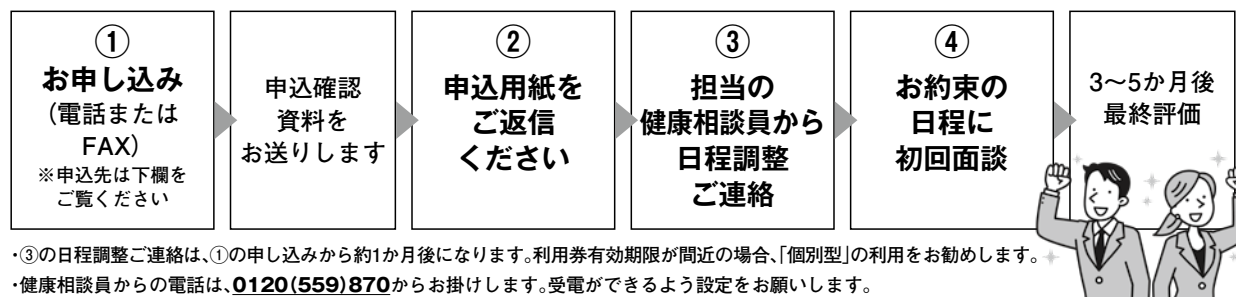 ①
お申し込み
(電話または
FAX)
※申込先は下欄を
ご覧ください
申込確認
資料を
お送りします
②
申込用紙を
ご返信
ください
③
担当の
健康相談員から
日程調整
ご連絡
④
お約束の
日程に
初回面談
3〜5か月後
最終評価
・③の日程調整ご連絡は、①の申し込みから約1か月後になります。利用券有効期限が間近の場合、「個別型」の利用をお勧めします。
・健康相談員からの電話は、0120(559)870からお掛けします。受電ができるよう設定をお願いします。